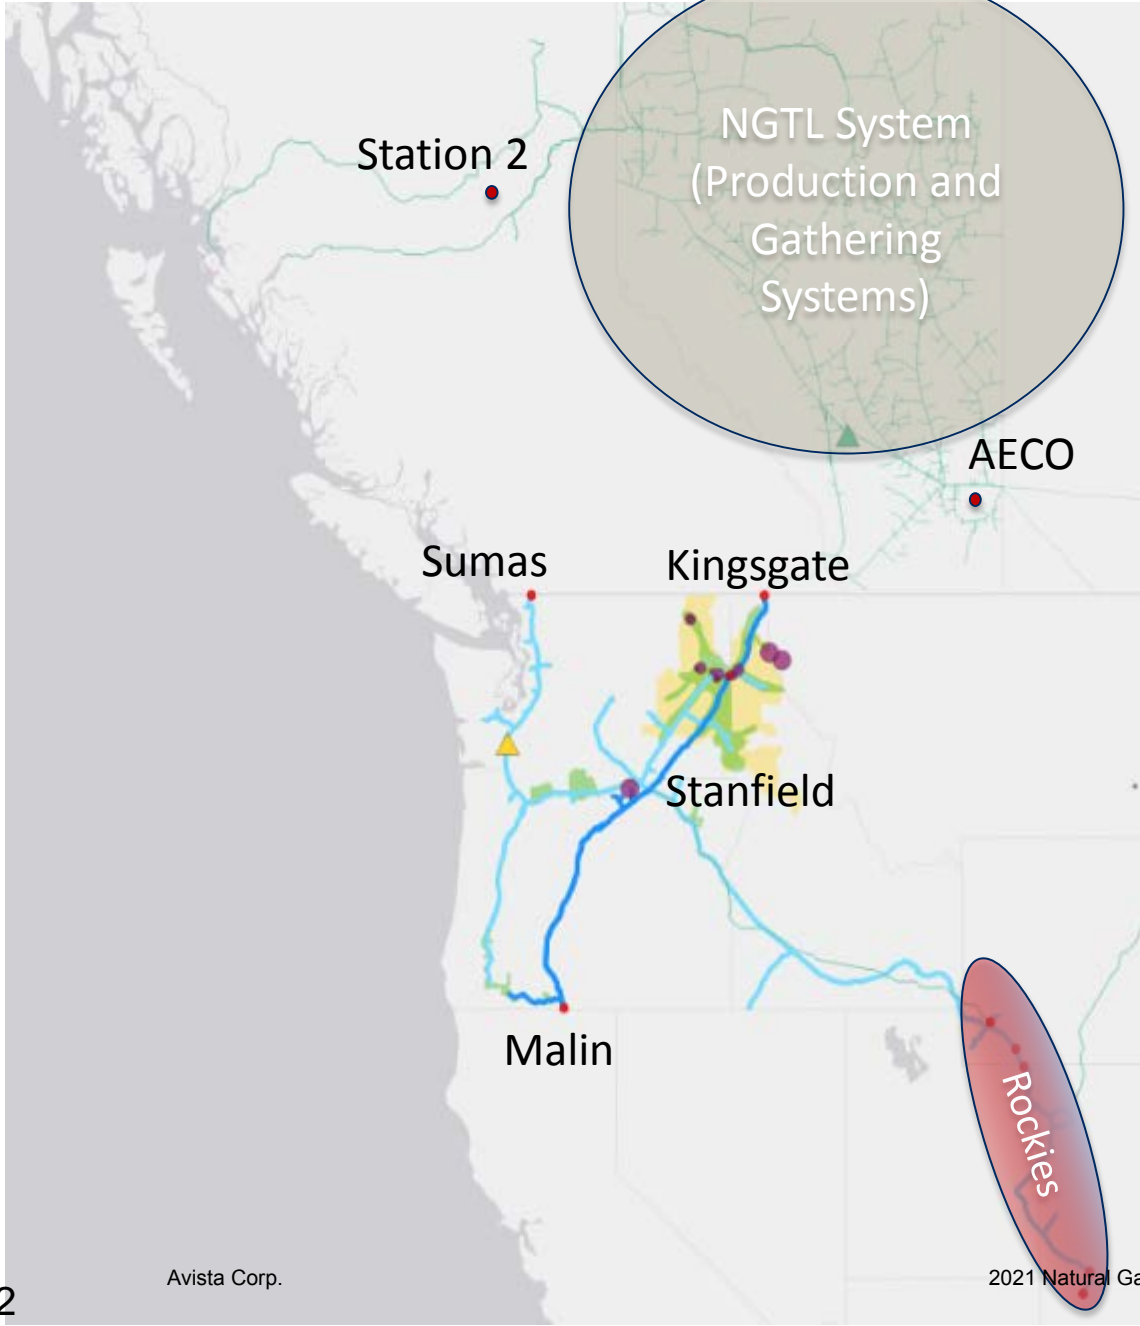 NGTL System
(Production and
Gathering
Systems)
Station 2
AECO
Sumas
Kingsgate
Stanfield
Malin
Rockies
Avista Corp.
2021 Natural Ga
2